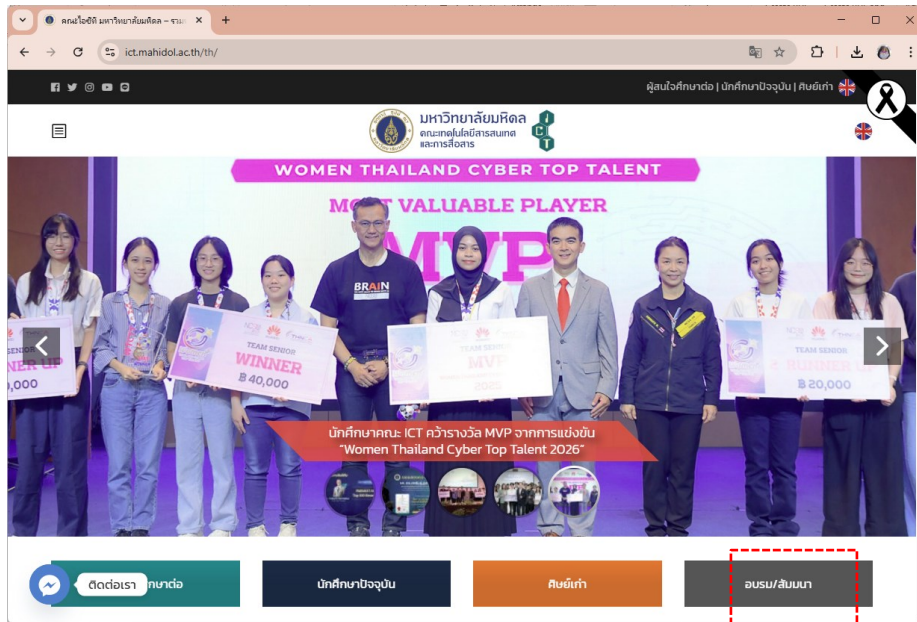 คณะไอซีที มหาวิทยาลัยมหิดล – รวม
ict.mahidol.ac.th/th/
ผู้สนใจศึกษาต่อ | นักศึกษาปัจจุบัน | ศิษย์เก่า
มหาวิทยาลัยมหิดล
คณะเทคโนโลยีสารสนเทศ
และการสื่อสาร
ICT
WOMEN THAILAND CYBER TOP TALENT
MOST VALUABLE PLAYER
MVP
BRAIN
TEAM SENIOR
WINNER
฿ 40,000
TEAM SENIOR
MVP
2025
TEAM SENIOR
RUNNER UP
฿ 20,000
นักศึกษาคณะ ICT คว้ารางวัล MVP จากการแข่งขัน
“Women Thailand Cyber Top Talent 2026”
ติดต่อเรา
นักศึกษาปัจจุบัน
ศิษย์เก่า
อบรม/สัมมนา